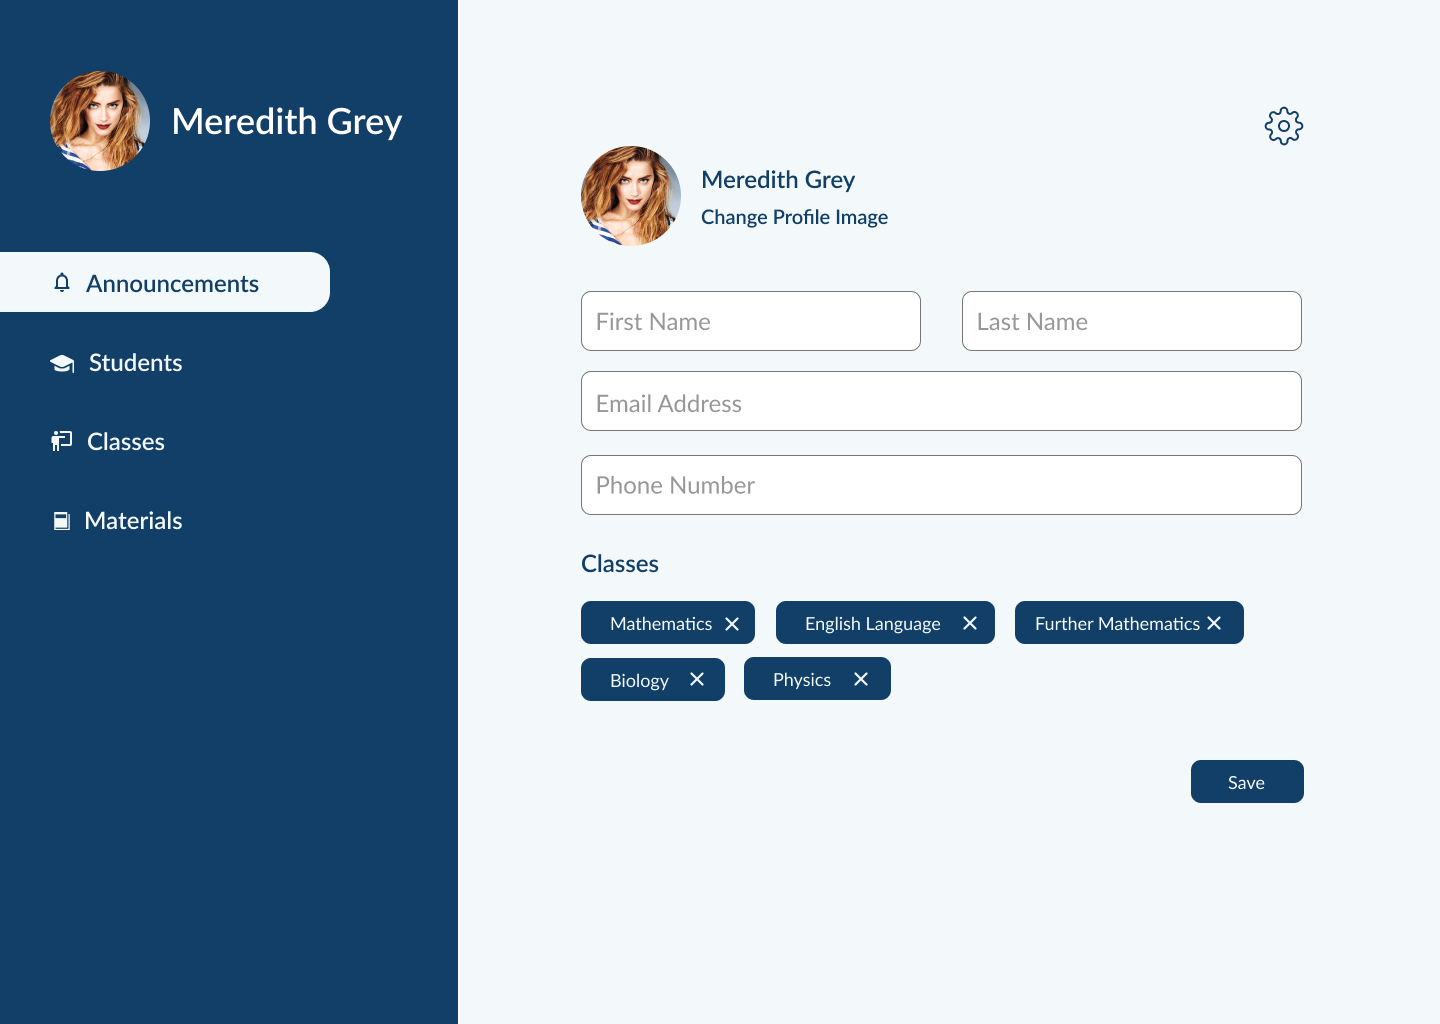 Meredith Grey
Announcements
Students
Classes
Materials
Meredith Grey
Change Profile Image
First Name
Last Name
Email Address
Phone Number
Classes
Mathematics
English Language
Further Mathematics
Biology
Physics
Save